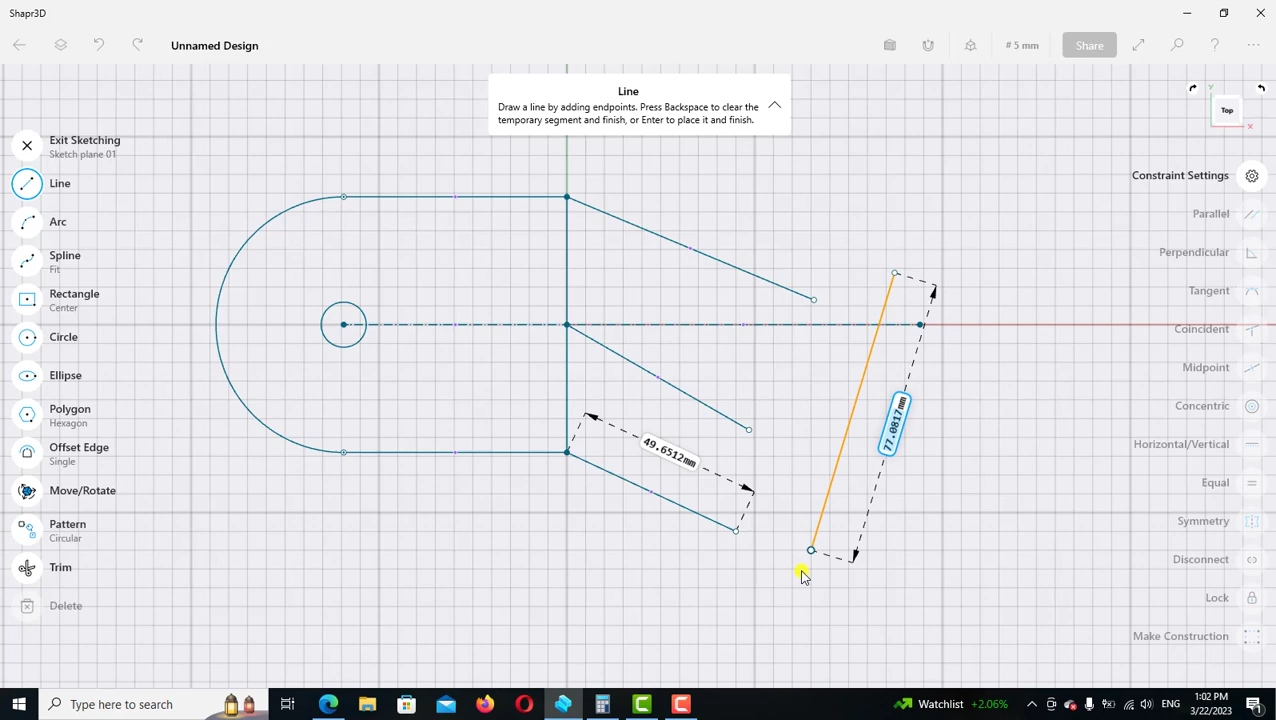 Shapr3D
Unnamed Design
# 5 mm
Share
Line
Draw a line by adding endpoints. Press Backspace to clear the
temporary segment and finish, or Enter to place it and finish.
Y
Top
X
Exit Sketching
Sketch plane 01
Line
Arc
Spline
Fit
Rectangle
Center
Circle
Ellipse
Polygon
Hexagon
Offset Edge
Single
Move/Rotate
Pattern
Circular
Trim
Delete
49.6512mm
77.0817mm
Constraint Settings
Parallel
Perpendicular
Tangent
Coincident
Midpoint
Concentric
Horizontal/Vertical
Equal
Symmetry
Disconnect
Lock
Make Construction
Type here to search
Watchlist +2.06%
ENG
1:02 PM
3/22/2023